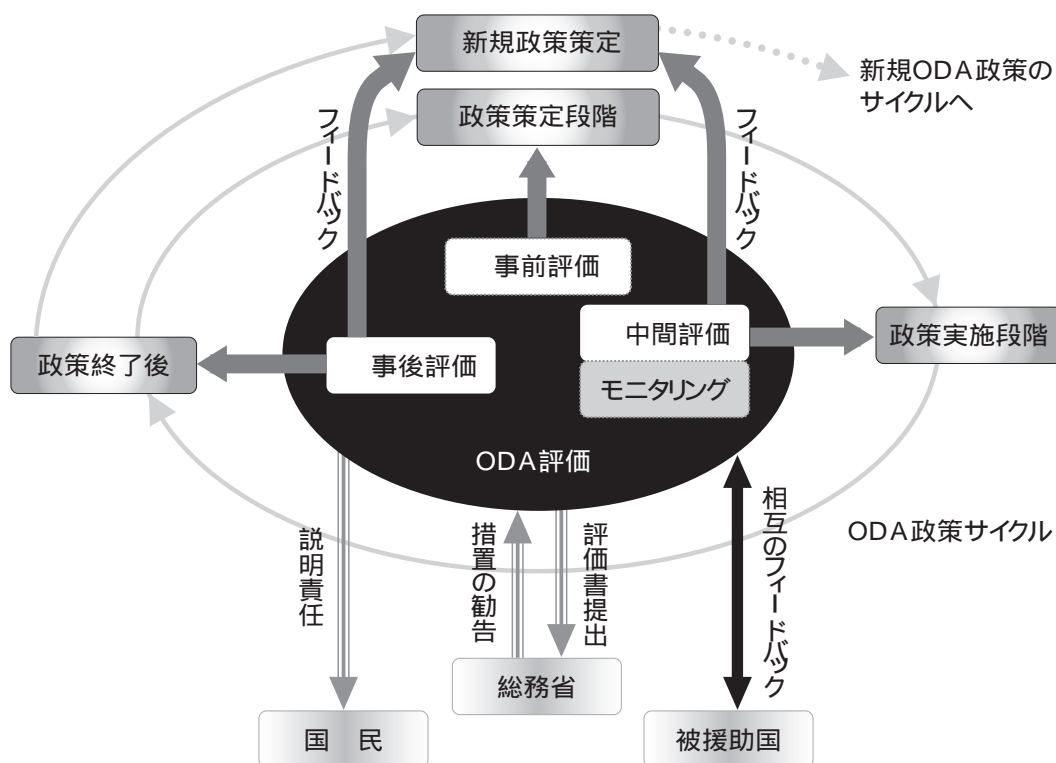 新規政策策定
新規ODA政策の
サイクルへ
政策策定段階
フィードバック
フィードバック
事前評価
中間評価
政策実施段階
モニタリング
政策終了後
事後評価
ODA評価
ODA政策サイクル
説明責任
措置の勧告
評価書提出
相互のフィードバック
総務省
国　民
被援助国